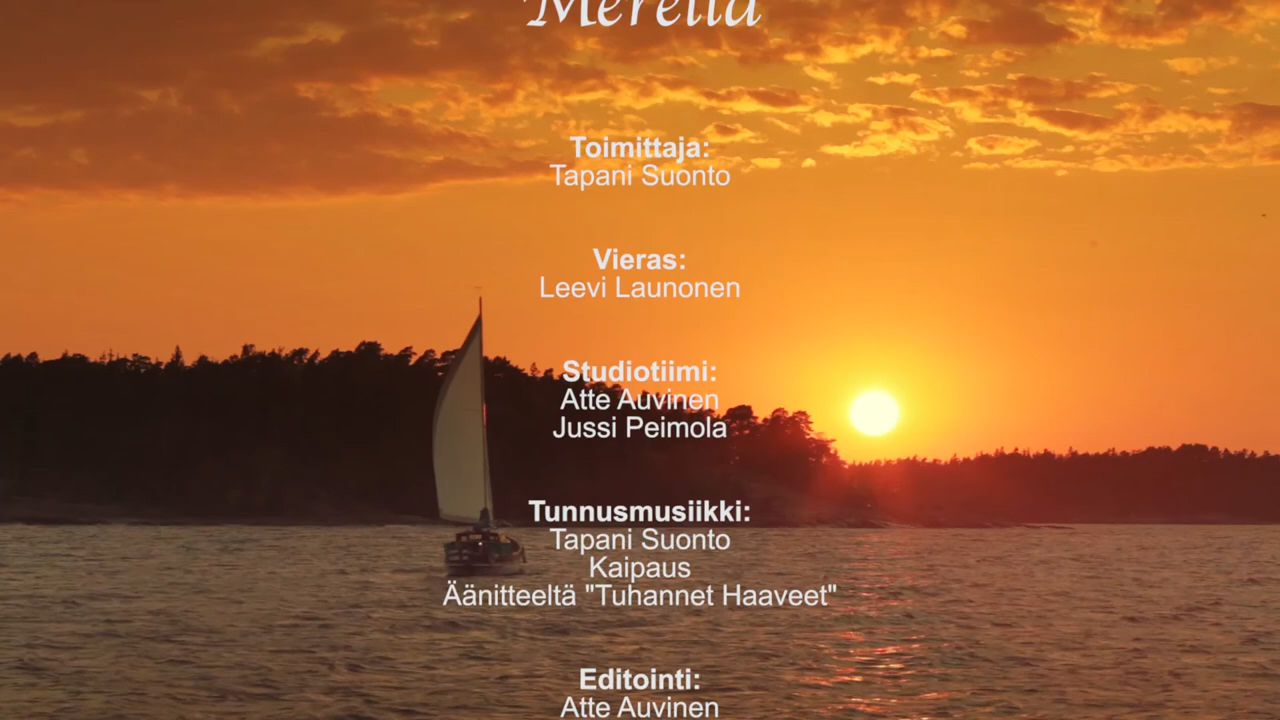 Merellä
Toimittaja:
Tapani Suonto
Vieras:
Leevi Launonen
Studiotiimi:
Atte Auvinen
Jussi Peimola
Tunnusmusiikki:
Tapani Suonto
Kaipaus
Äänitteeltä "Tuhannet Haaveet"
Editointi:
Atte Auvinen